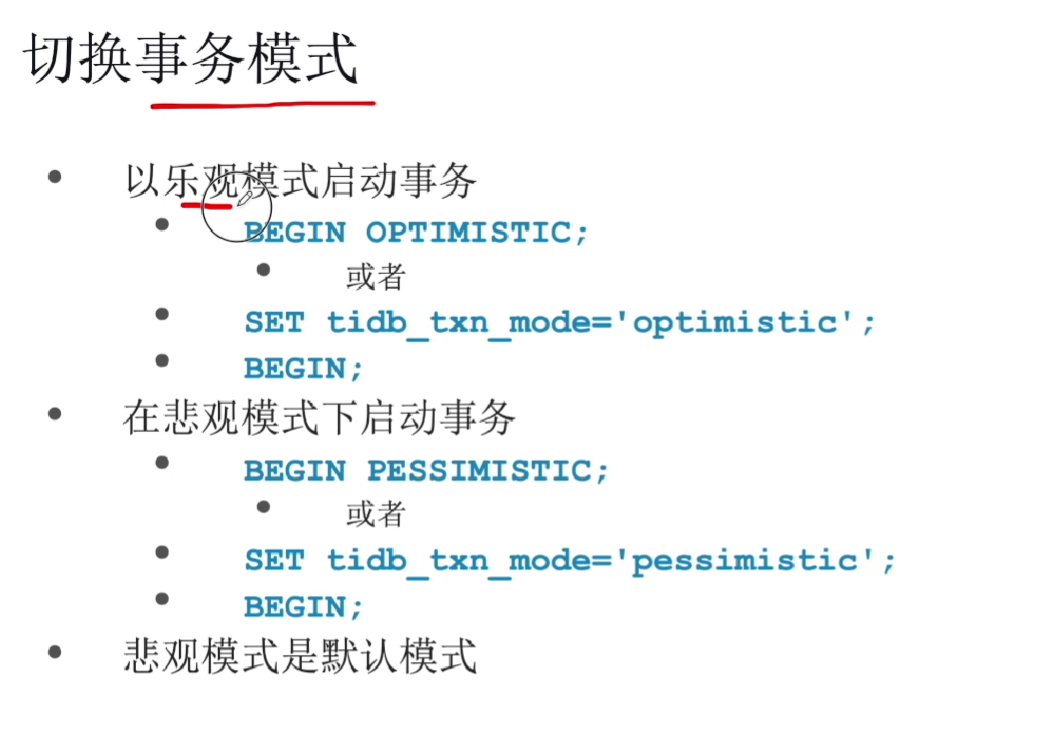 切换事务模式
以乐观模式启动事务
BEGIN OPTIMISTIC;
或者
SET tidb_txn_mode='optimistic';
BEGIN;
在悲观模式下启动事务
BEGIN PESSIMISTIC;
或者
SET tidb_txn_mode='pessimistic';
BEGIN;
悲观模式是默认模式